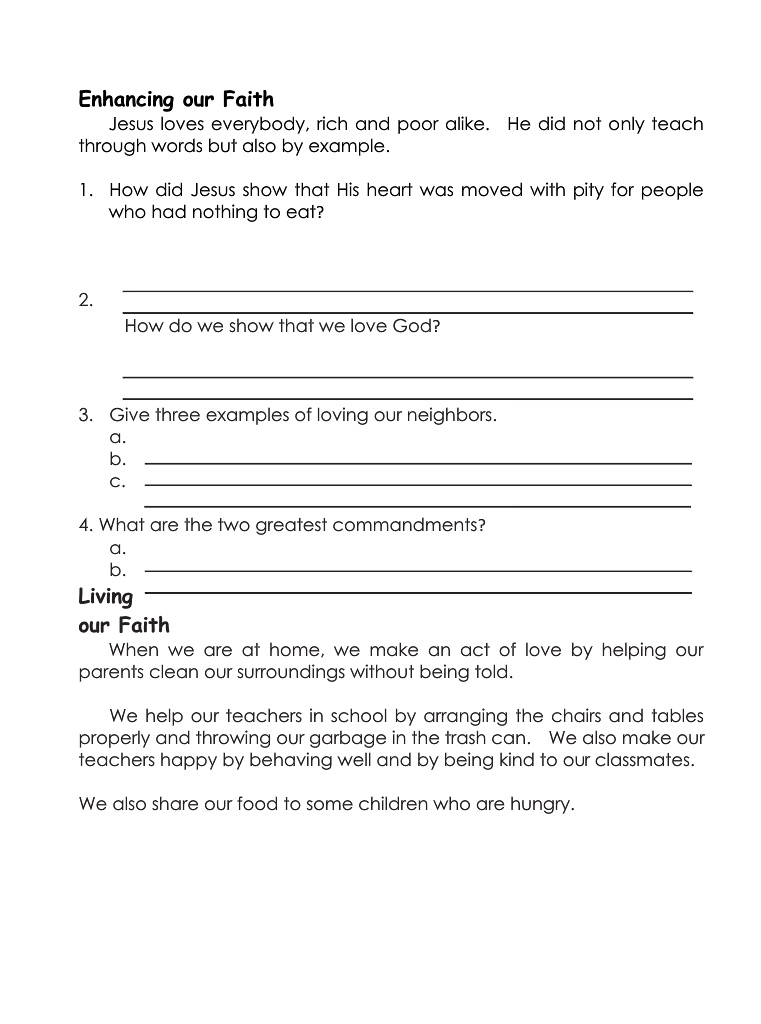 Enhancing our Faith
Jesus loves everybody, rich and poor alike. He did not only teach
through words but also by example.
1. How did Jesus show that His heart was moved with pity for people
who had nothing to eat?
2.
How do we show that we love God?
3. Give three examples of loving our neighbors.
a.
b.
c.
4. What are the two greatest commandments?
a.
b.
Living
our Faith
When we are at home, we make an act of love by helping our
parents clean our surroundings without being told.
We help our teachers in school by arranging the chairs and tables
properly and throwing our garbage in the trash can. We also make our
teachers happy by behaving well and by being kind to our classmates.
We also share our food to some children who are hungry.